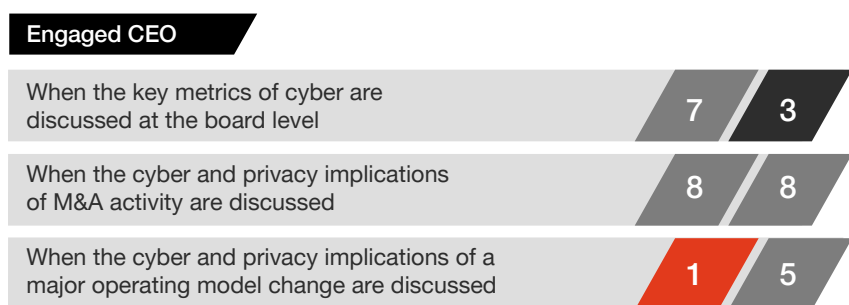 Engaged CEO
When the key metrics of cyber are
discussed at the board level
7 3
When the cyber and privacy implications
of M&A activity are discussed
8 8
When the cyber and privacy implications of a
major operating model change are discussed
1 5